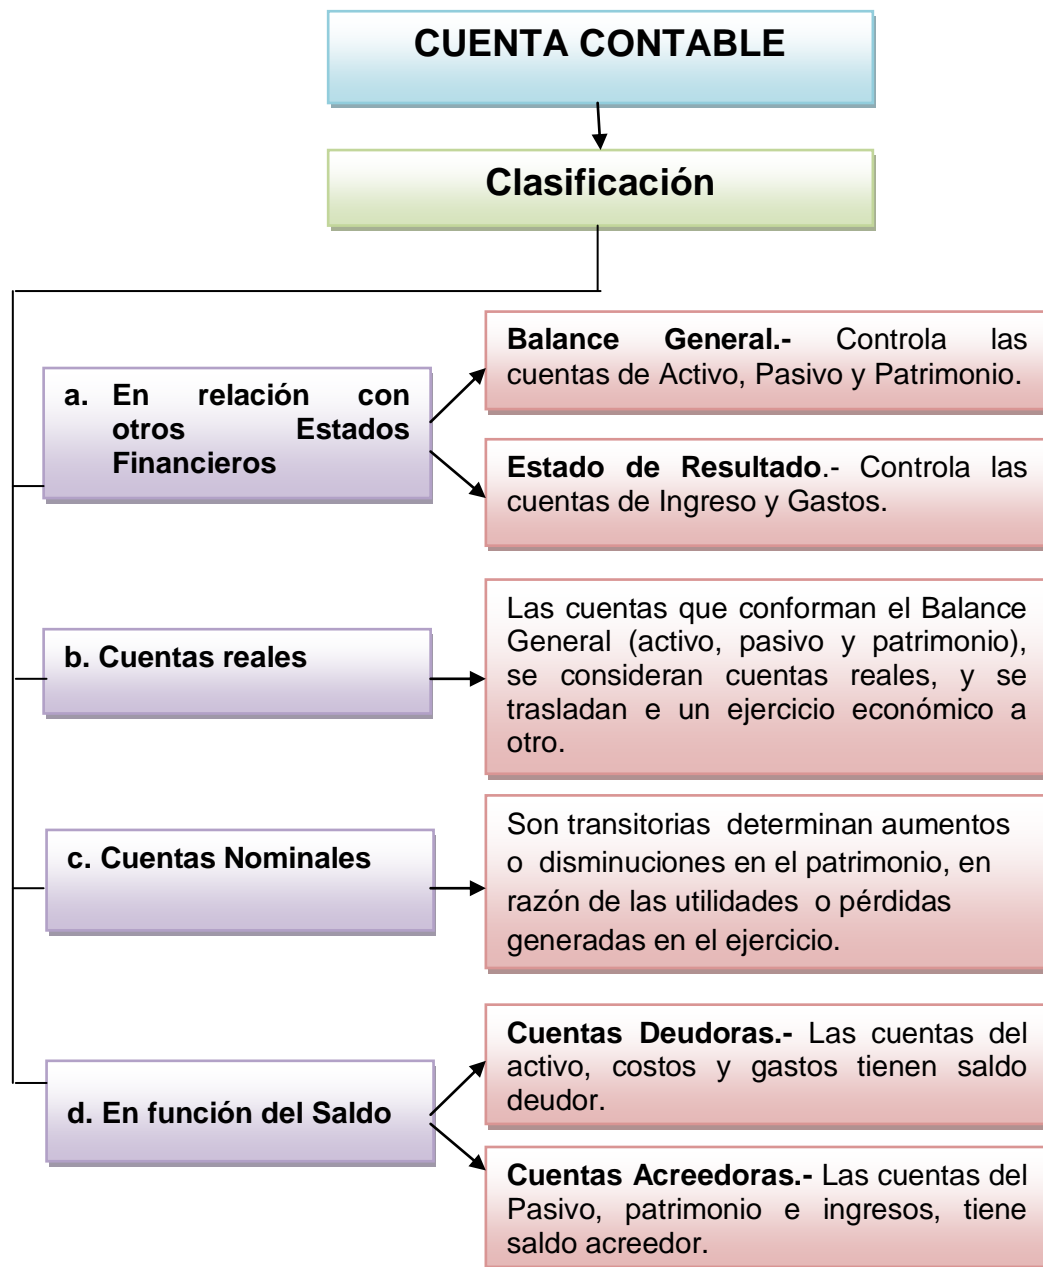 CUENTA CONTABLE
Clasificación
a. En relación con
otros Estados
Financieros
Balance General.- Controla las
cuentas de Activo, Pasivo y Patrimonio.
Estado de Resultado.- Controla las
cuentas de Ingreso y Gastos.
b. Cuentas reales
Las cuentas que conforman el Balance
General (activo, pasivo y patrimonio),
se consideran cuentas reales, y se
trasladan e un ejercicio económico a
otro.
c. Cuentas Nominales
Son transitorias determinan aumentos
o disminuciones en el patrimonio, en
razón de las utilidades o pérdidas
generadas en el ejercicio.
d. En función del Saldo
Cuentas Deudoras.- Las cuentas del
activo, costos y gastos tienen saldo
deudor.
Cuentas Acreedoras.- Las cuentas del
Pasivo, patrimonio e ingresos, tiene
saldo acreedor.